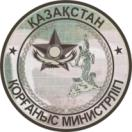 ҚАЗАҚСТАН
ҚОРҒАНЫС МИНИСТРЛІГІ